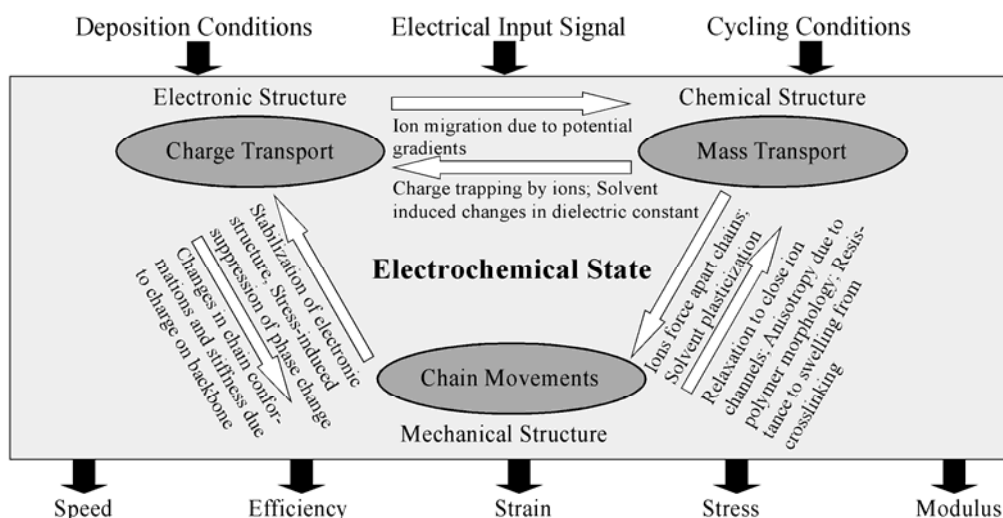 Deposition Conditions
Electrical Input Signal
Cycling Conditions
Electronic Structure
Chemical Structure
Charge Transport
Mass Transport
Ion migration due to potential
gradients
Charge trapping by ions; Solvent
induced changes in dielectric constant
Electrochemical State
Stabilization of electronic
structure, Stress-induced
suppression of phase change
Changes in chain confor-
mations and stiffness due
to charge on backbone
Ions force apart chains;
Solvent plasticization
Relaxation to close ion
channels; Anisotropy due to
polymer morphology; Resis-
tance to swelling from
crosslinking
Chain Movements
Mechanical Structure
Speed
Efficiency
Strain
Stress
Modulus